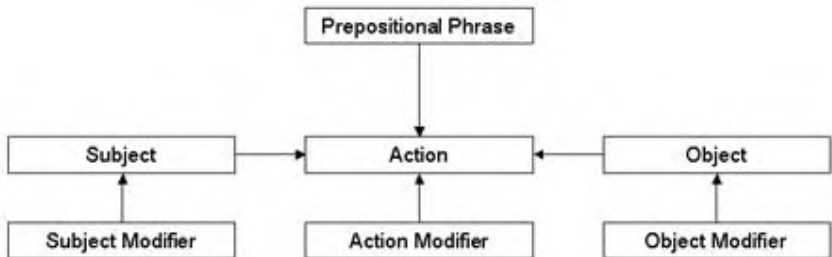 Prepositional Phrase
Subject
Action
Object
Subject Modifier
Action Modifier
Object Modifier